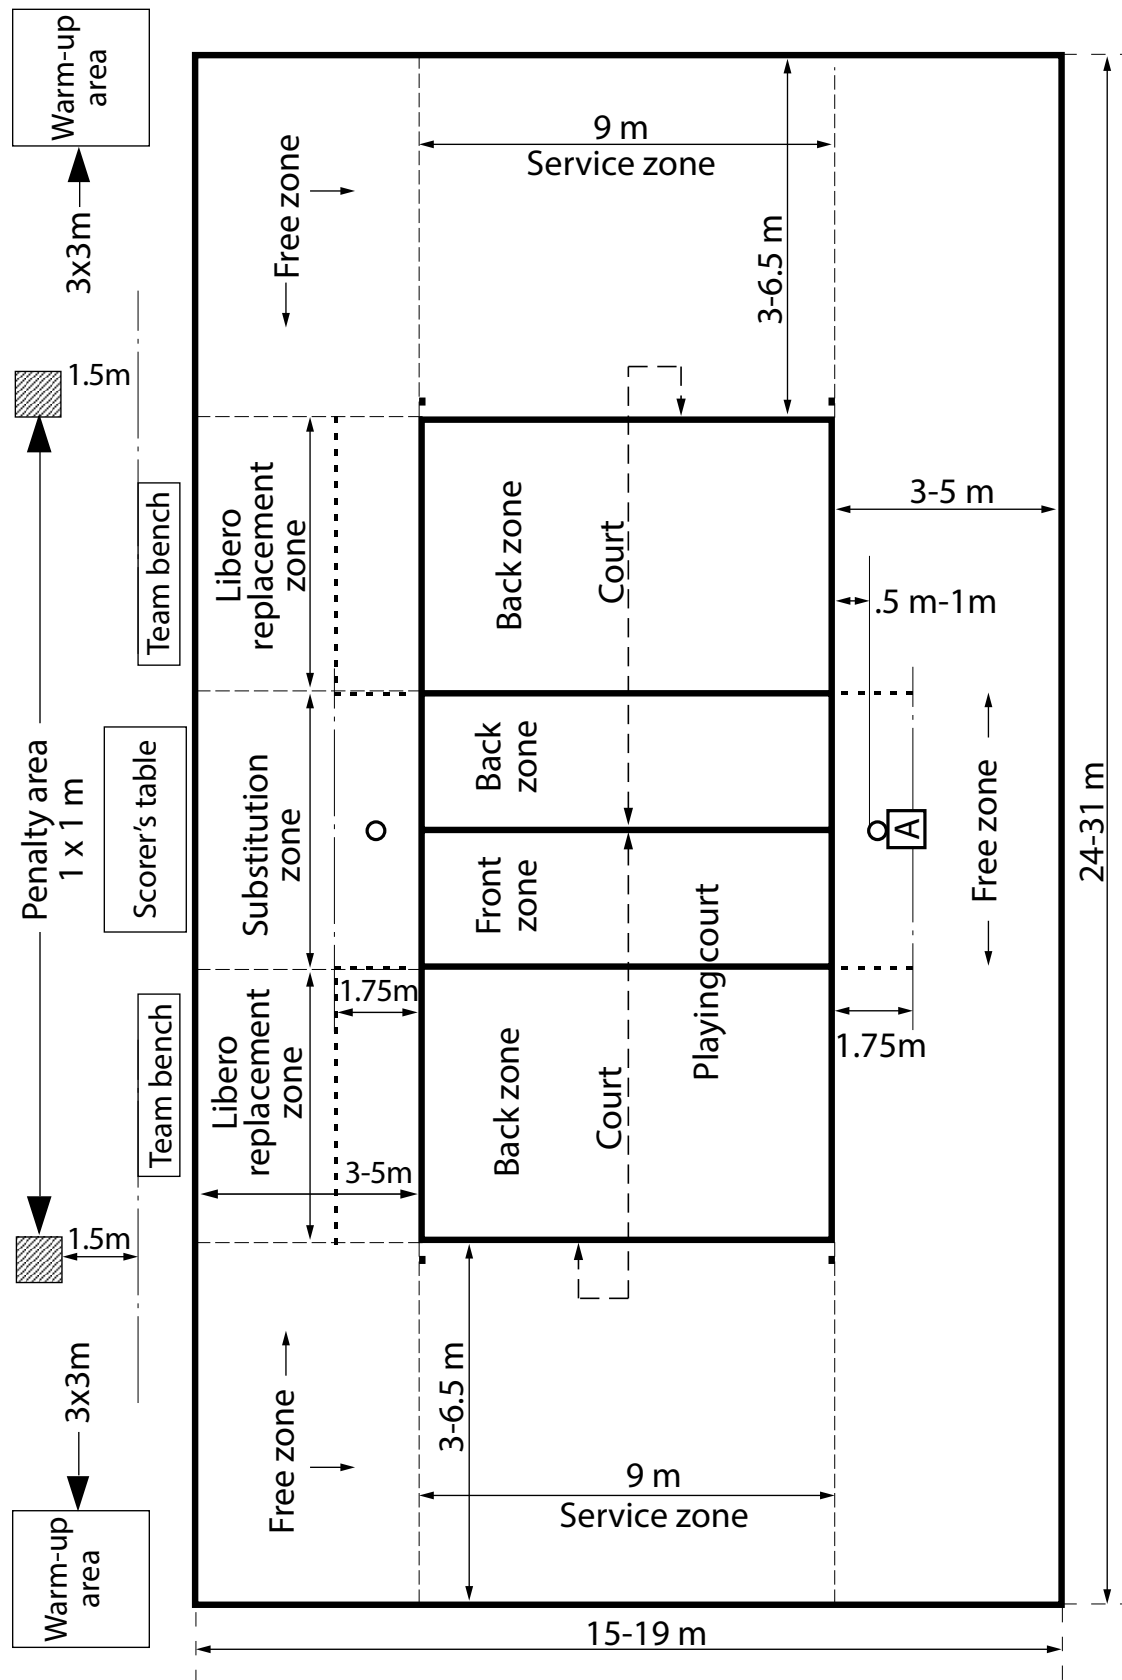 Warm-up
area
9 m
Service zone
Free zone
3x3m
3-6.5 m
1.5m
Team bench
Libero
replacement
zone
Back zone
Court
3-5 m
.5 m-1m
Penalty area
1 x 1 m
Scorer's table
Substitution
zone
Back
zone
Front
zone
A
Free zone
24-31 m
Playing court
1.75m
1.75m
Team bench
Libero
replacement
zone
Back zone
Court
3-5m
1.5m
3x3m
3-6.5 m
Free zone
9 m
Service zone
Warm-up
area
15-19 m